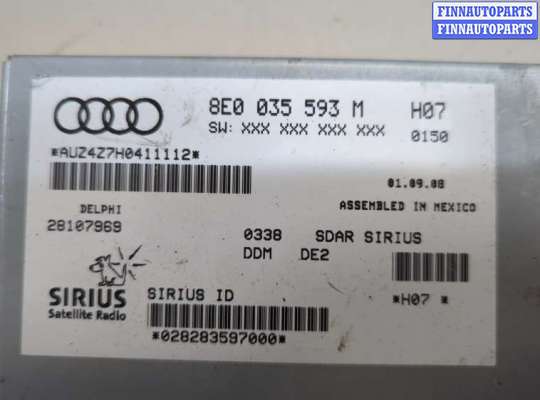 FINNAUTOPARTS
FINNAUTOPARTS
8E0 035 593 M H07
SW: XXX XXX XXX XXX 0150
*AUZ4Z7H0411112*
01.09.08
DELPHI ASSEMBLED IN MEXICO
28107969
0338 SDAR SIRIUS
DDM DE2
SIRIUS
Satellite Radio
SIRIUS ID
*H07 *
*028283597000*